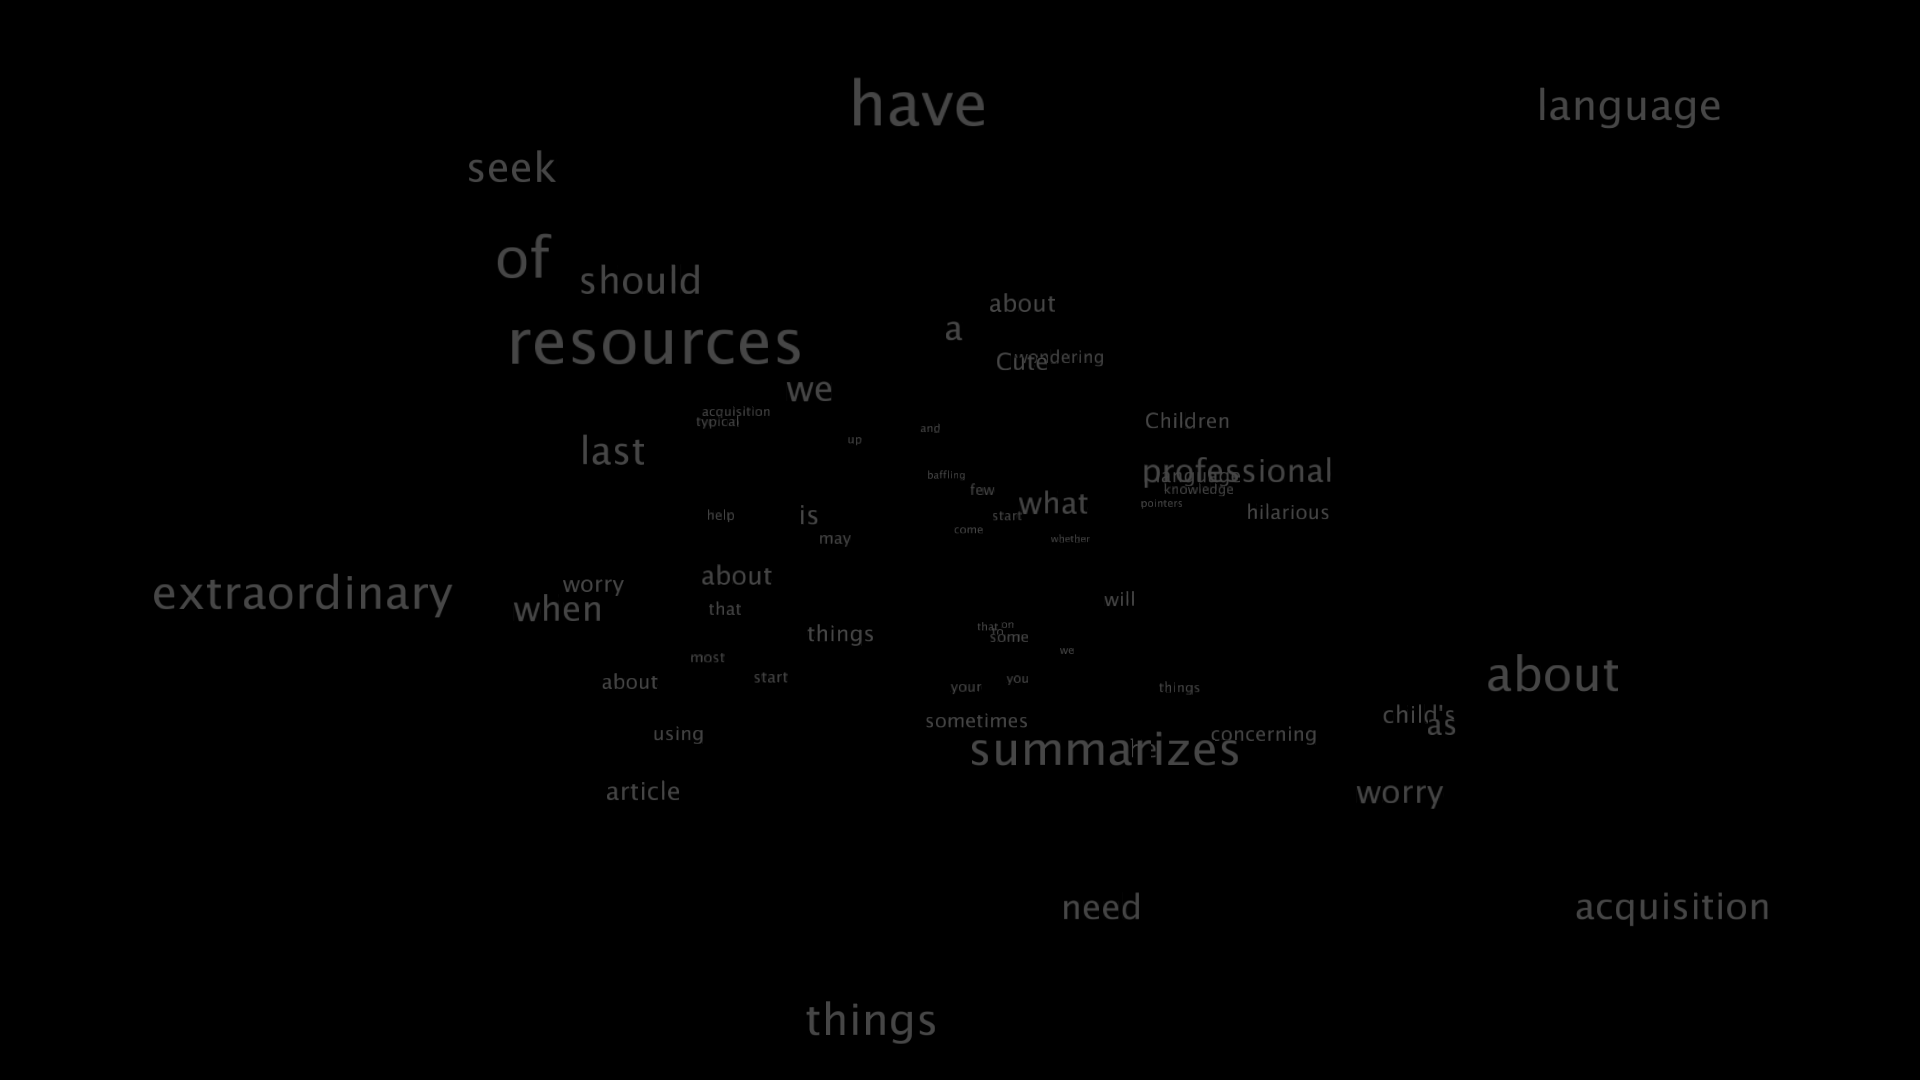 have
language
seek
of
should
about
resources
a
Cute
wondering
we
acquisition
typical
Children
and
up
last
professional
language
baffling
knowledge
few
what
pointers
hilarious
help
is
start
come
may
whether
about
worry
extraordinary
when
that
will
that
on
things
some
we
most
about
start
your
you
things
about
child's
as
sometimes
using
summarizes
concerning
article
worry
need
acquisition
things